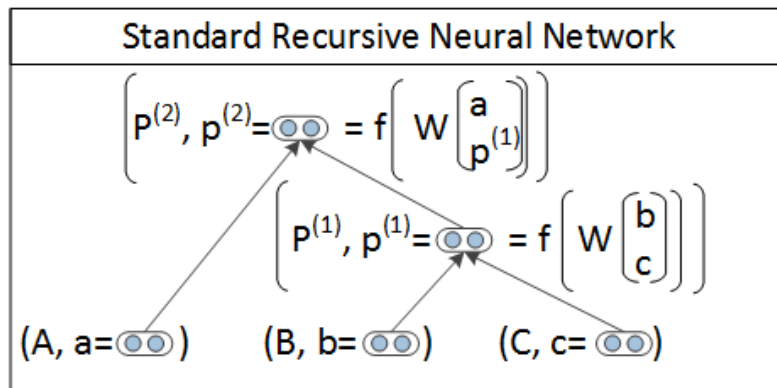 Standard Recursive Neural Network
(P^(2), p^(2)= = f(W(a p^(1))))
(P^(1), p^(1)= = f(W(b c)))
(A, a= ) (B, b= ) (C, c= )